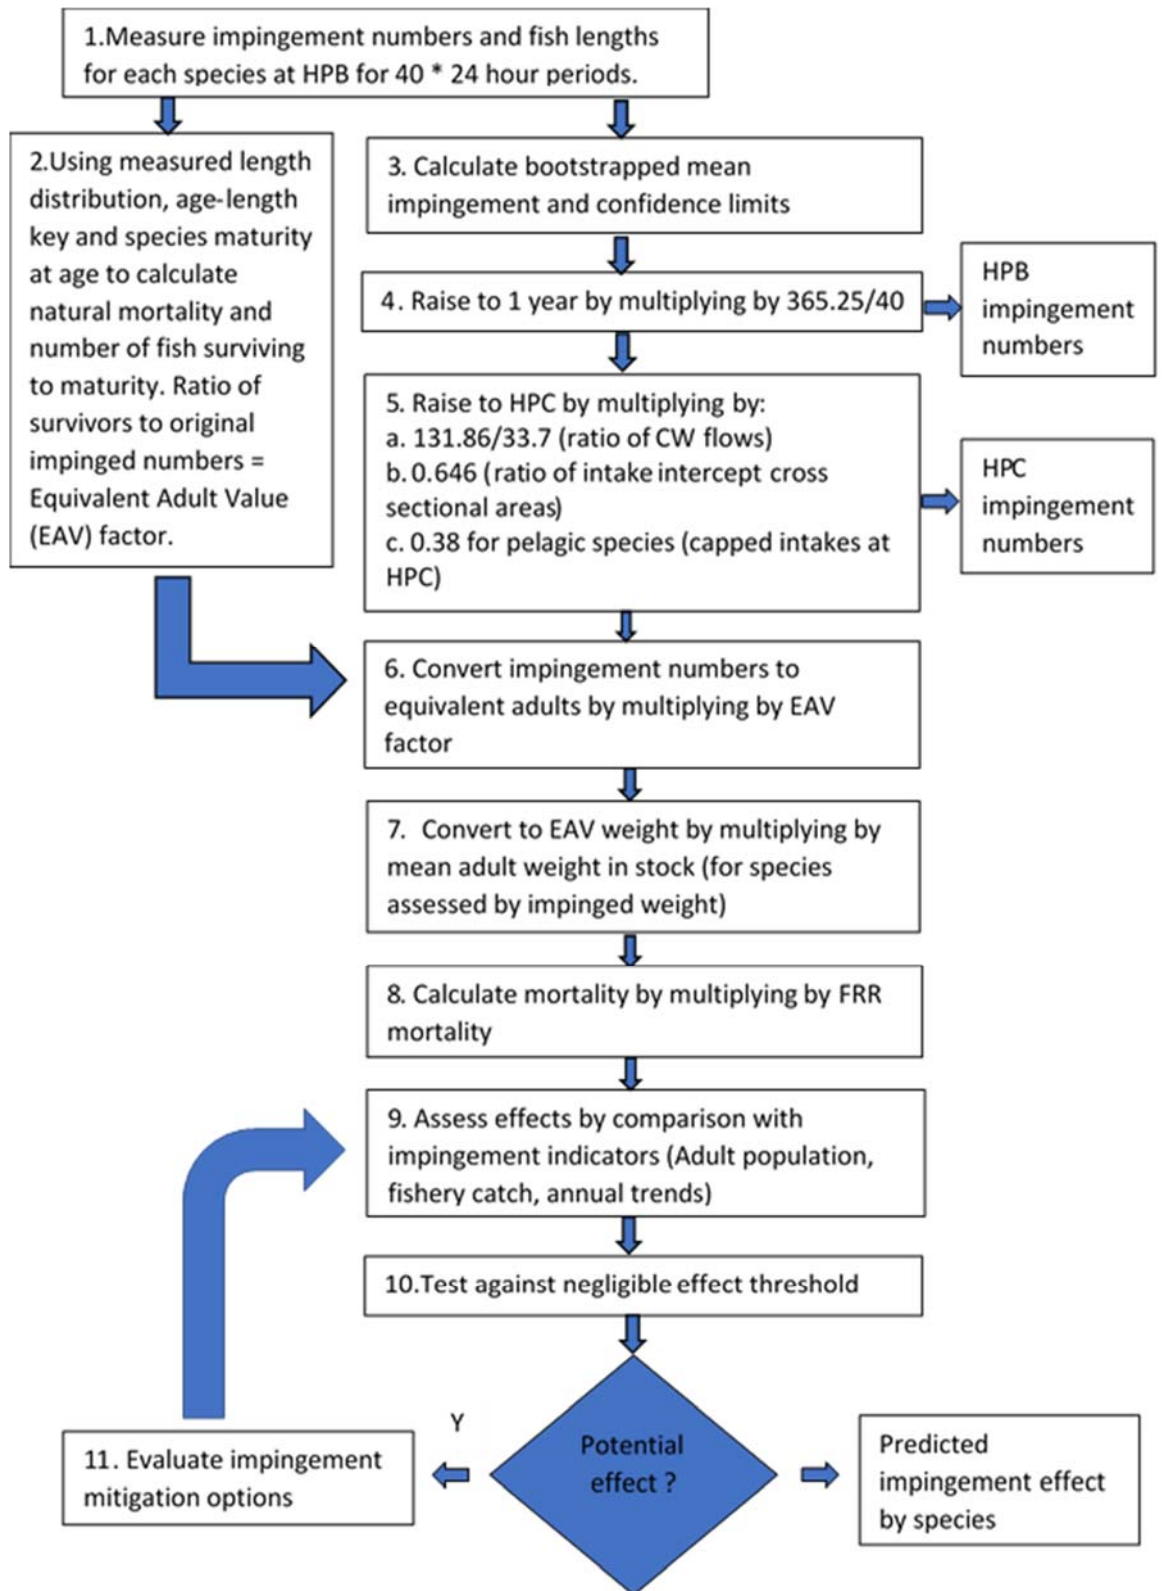 1.Measure impingement numbers and fish lengths
for each species at HPB for 40 * 24 hour periods.
2.Using measured length
distribution, age-length
key and species maturity
at age to calculate
natural mortality and
number of fish surviving
to maturity. Ratio of
survivors to original
impinged numbers =
Equivalent Adult Value
(EAV) factor.
3. Calculate bootstrapped mean
impingement and confidence limits
4. Raise to 1 year by multiplying by 365.25/40
HPB
impingement
numbers
5. Raise to HPC by multiplying by:
a. 131.86/33.7 (ratio of CW flows)
b. 0.646 (ratio of intake intercept cross
sectional areas)
c. 0.38 for pelagic species (capped intakes at
HPC)
HPC
impingement
numbers
6. Convert impingement numbers to
equivalent adults by multiplying by EAV
factor
7. Convert to EAV weight by multiplying by
mean adult weight in stock (for species
assessed by impinged weight)
8. Calculate mortality by multiplying by FRR
mortality
9. Assess effects by comparison with
impingement indicators (Adult population,
fishery catch, annual trends)
10.Test against negligible effect threshold
Potential
effect ?
Y
11. Evaluate impingement
mitigation options
Predicted
impingement effect
by species